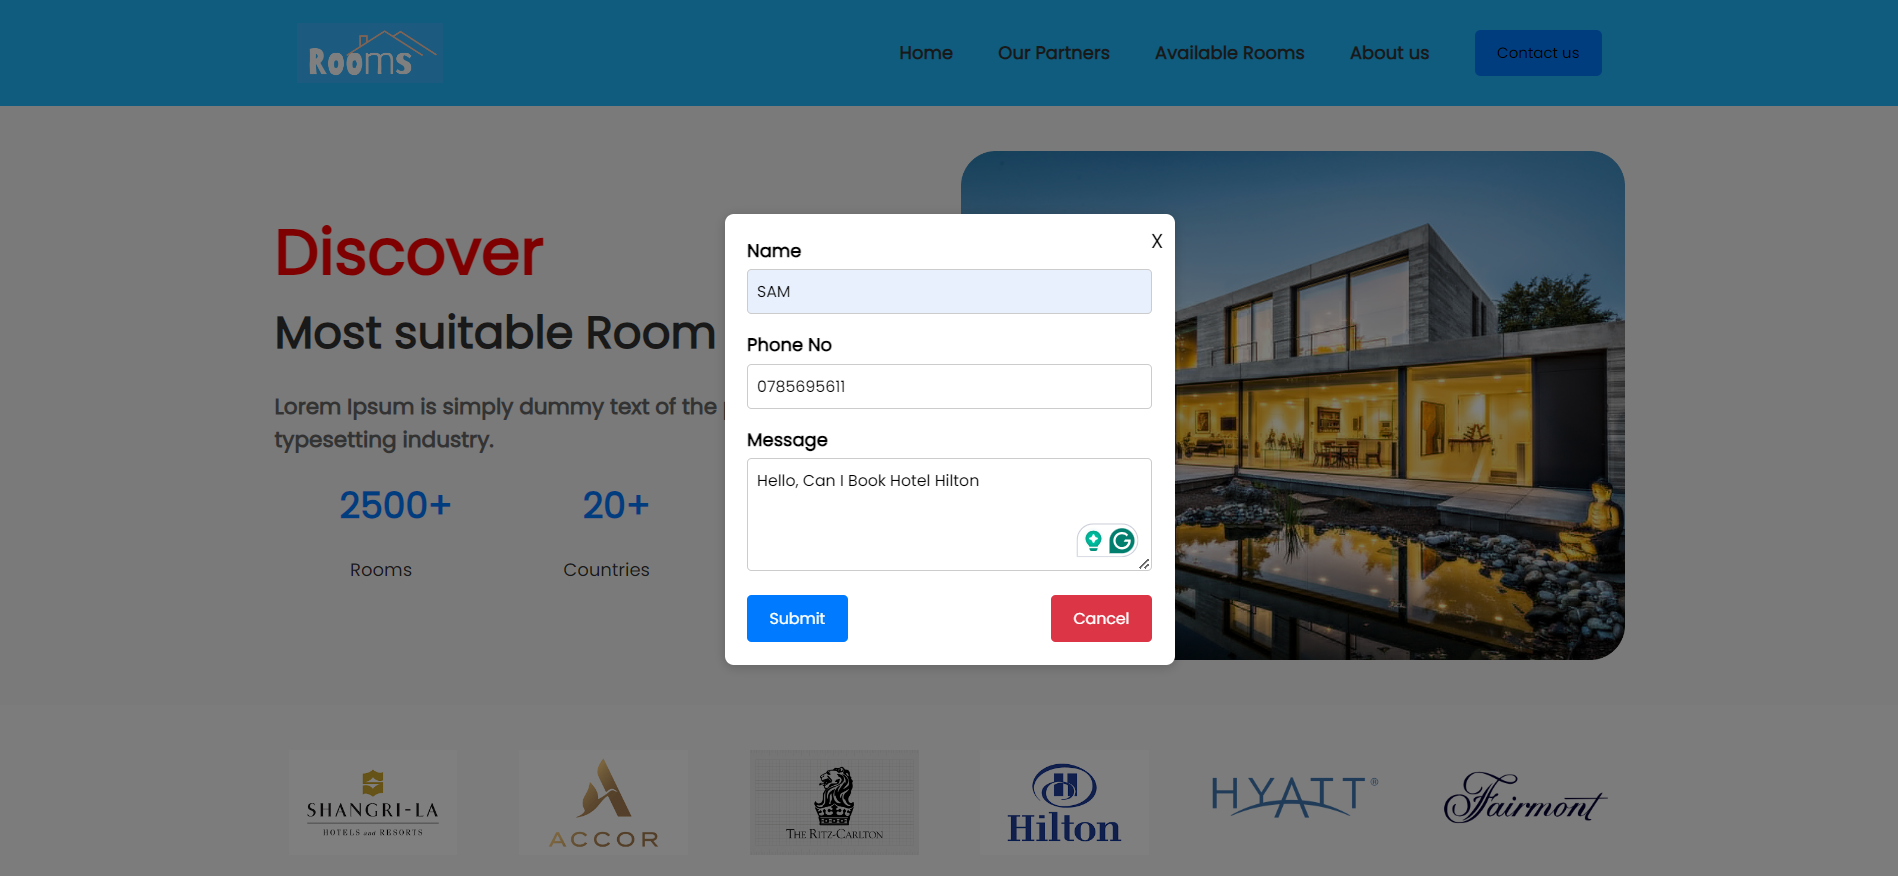 Rooms
Home
Our Partners
Available Rooms
About us
Contact us
Discover
Most suitable Room
Lorem Ipsum is simply dummy text of the
typesetting industry.
2500+
20+
Rooms
Countries
X
Name
SAM
Phone No
0785695611
Message
Hello, Can I Book Hotel Hilton
Submit
Cancel
SHANGRI-LA
HOTELS and RESORTS
ACCOR
THE RITZ-CARLTON
Hilton
HYATT®
Fairmont